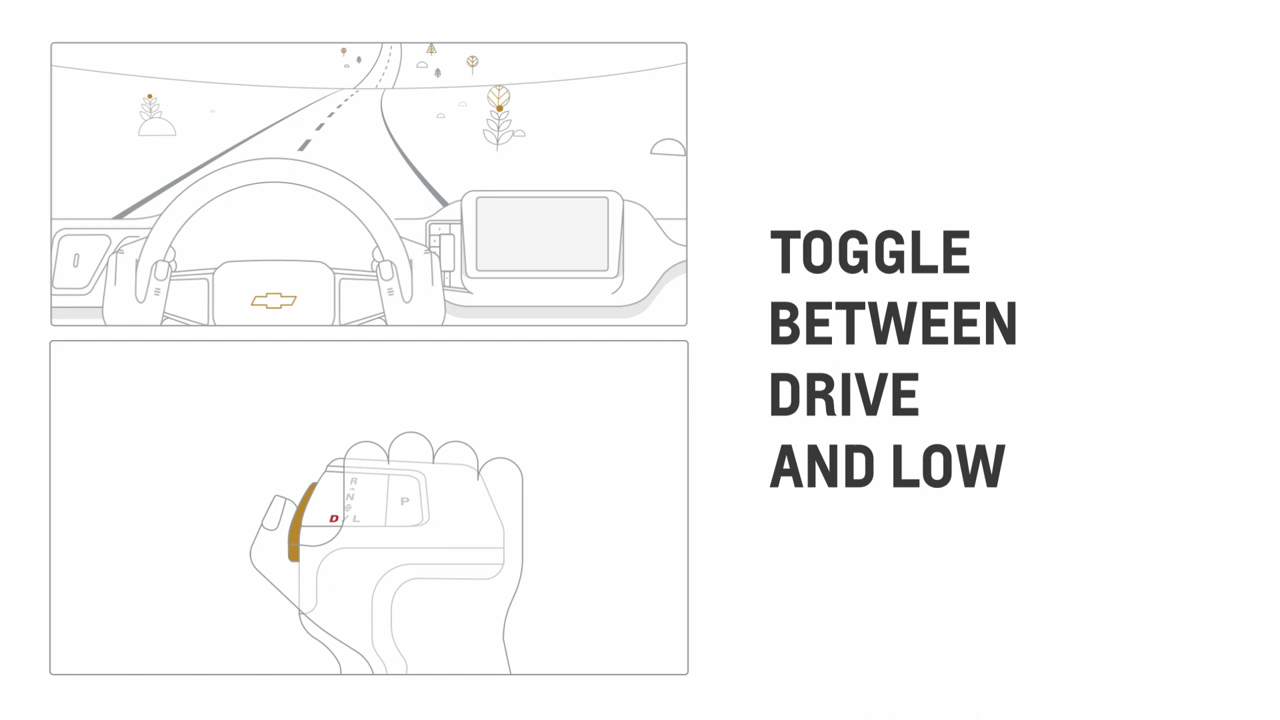 TOGGLE
BETWEEN
DRIVE
AND LOW
R
N
D / L
P